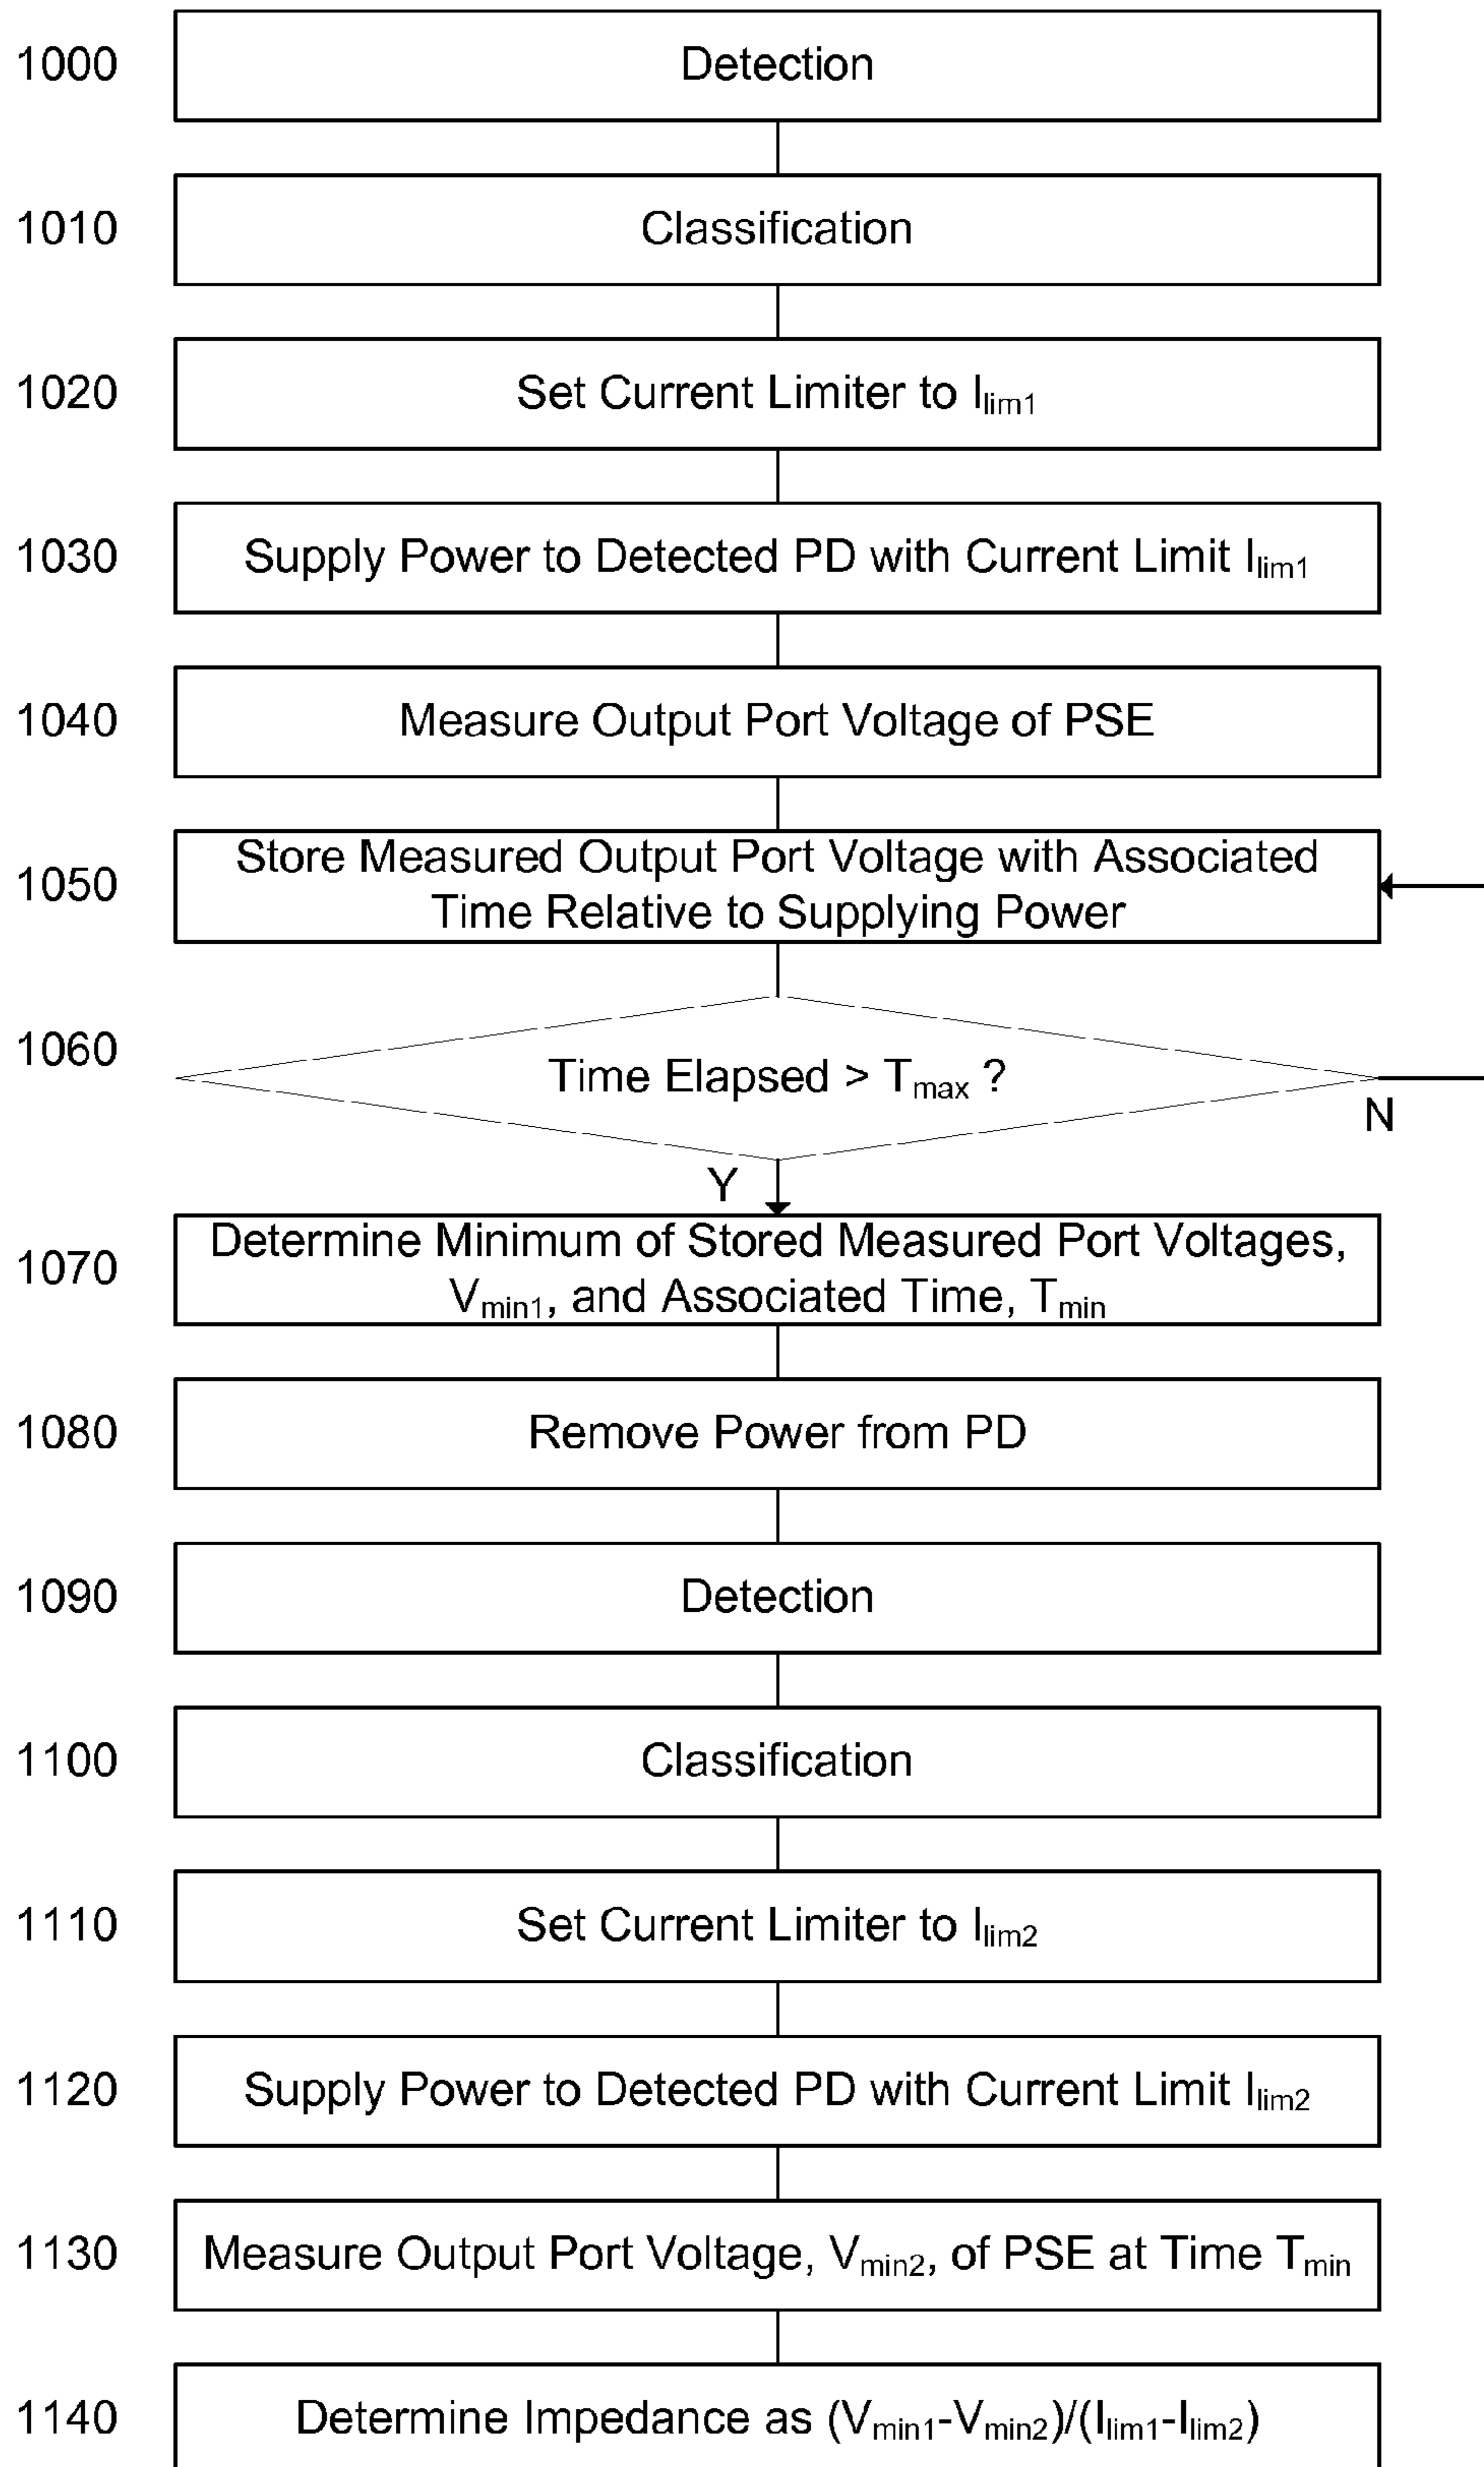 1000
Detection
1010
Classification
1020
Set Current Limiter to Ilim1
1030
Supply Power to Detected PD with Current Limit Ilim1
1040
Measure Output Port Voltage of PSE
1050
Store Measured Output Port Voltage with Associated
Time Relative to Supplying Power
1060
Time Elapsed > Tmax ?
N
Y
1070
Determine Minimum of Stored Measured Port Voltages,
Vmin1, and Associated Time, Tmin
1080
Remove Power from PD
1090
Detection
1100
Classification
1110
Set Current Limiter to Ilim2
1120
Supply Power to Detected PD with Current Limit Ilim2
1130
Measure Output Port Voltage, Vmin2, of PSE at Time Tmin
1140
Determine Impedance as (Vmin1-Vmin2)/(Ilim1-Ilim2)